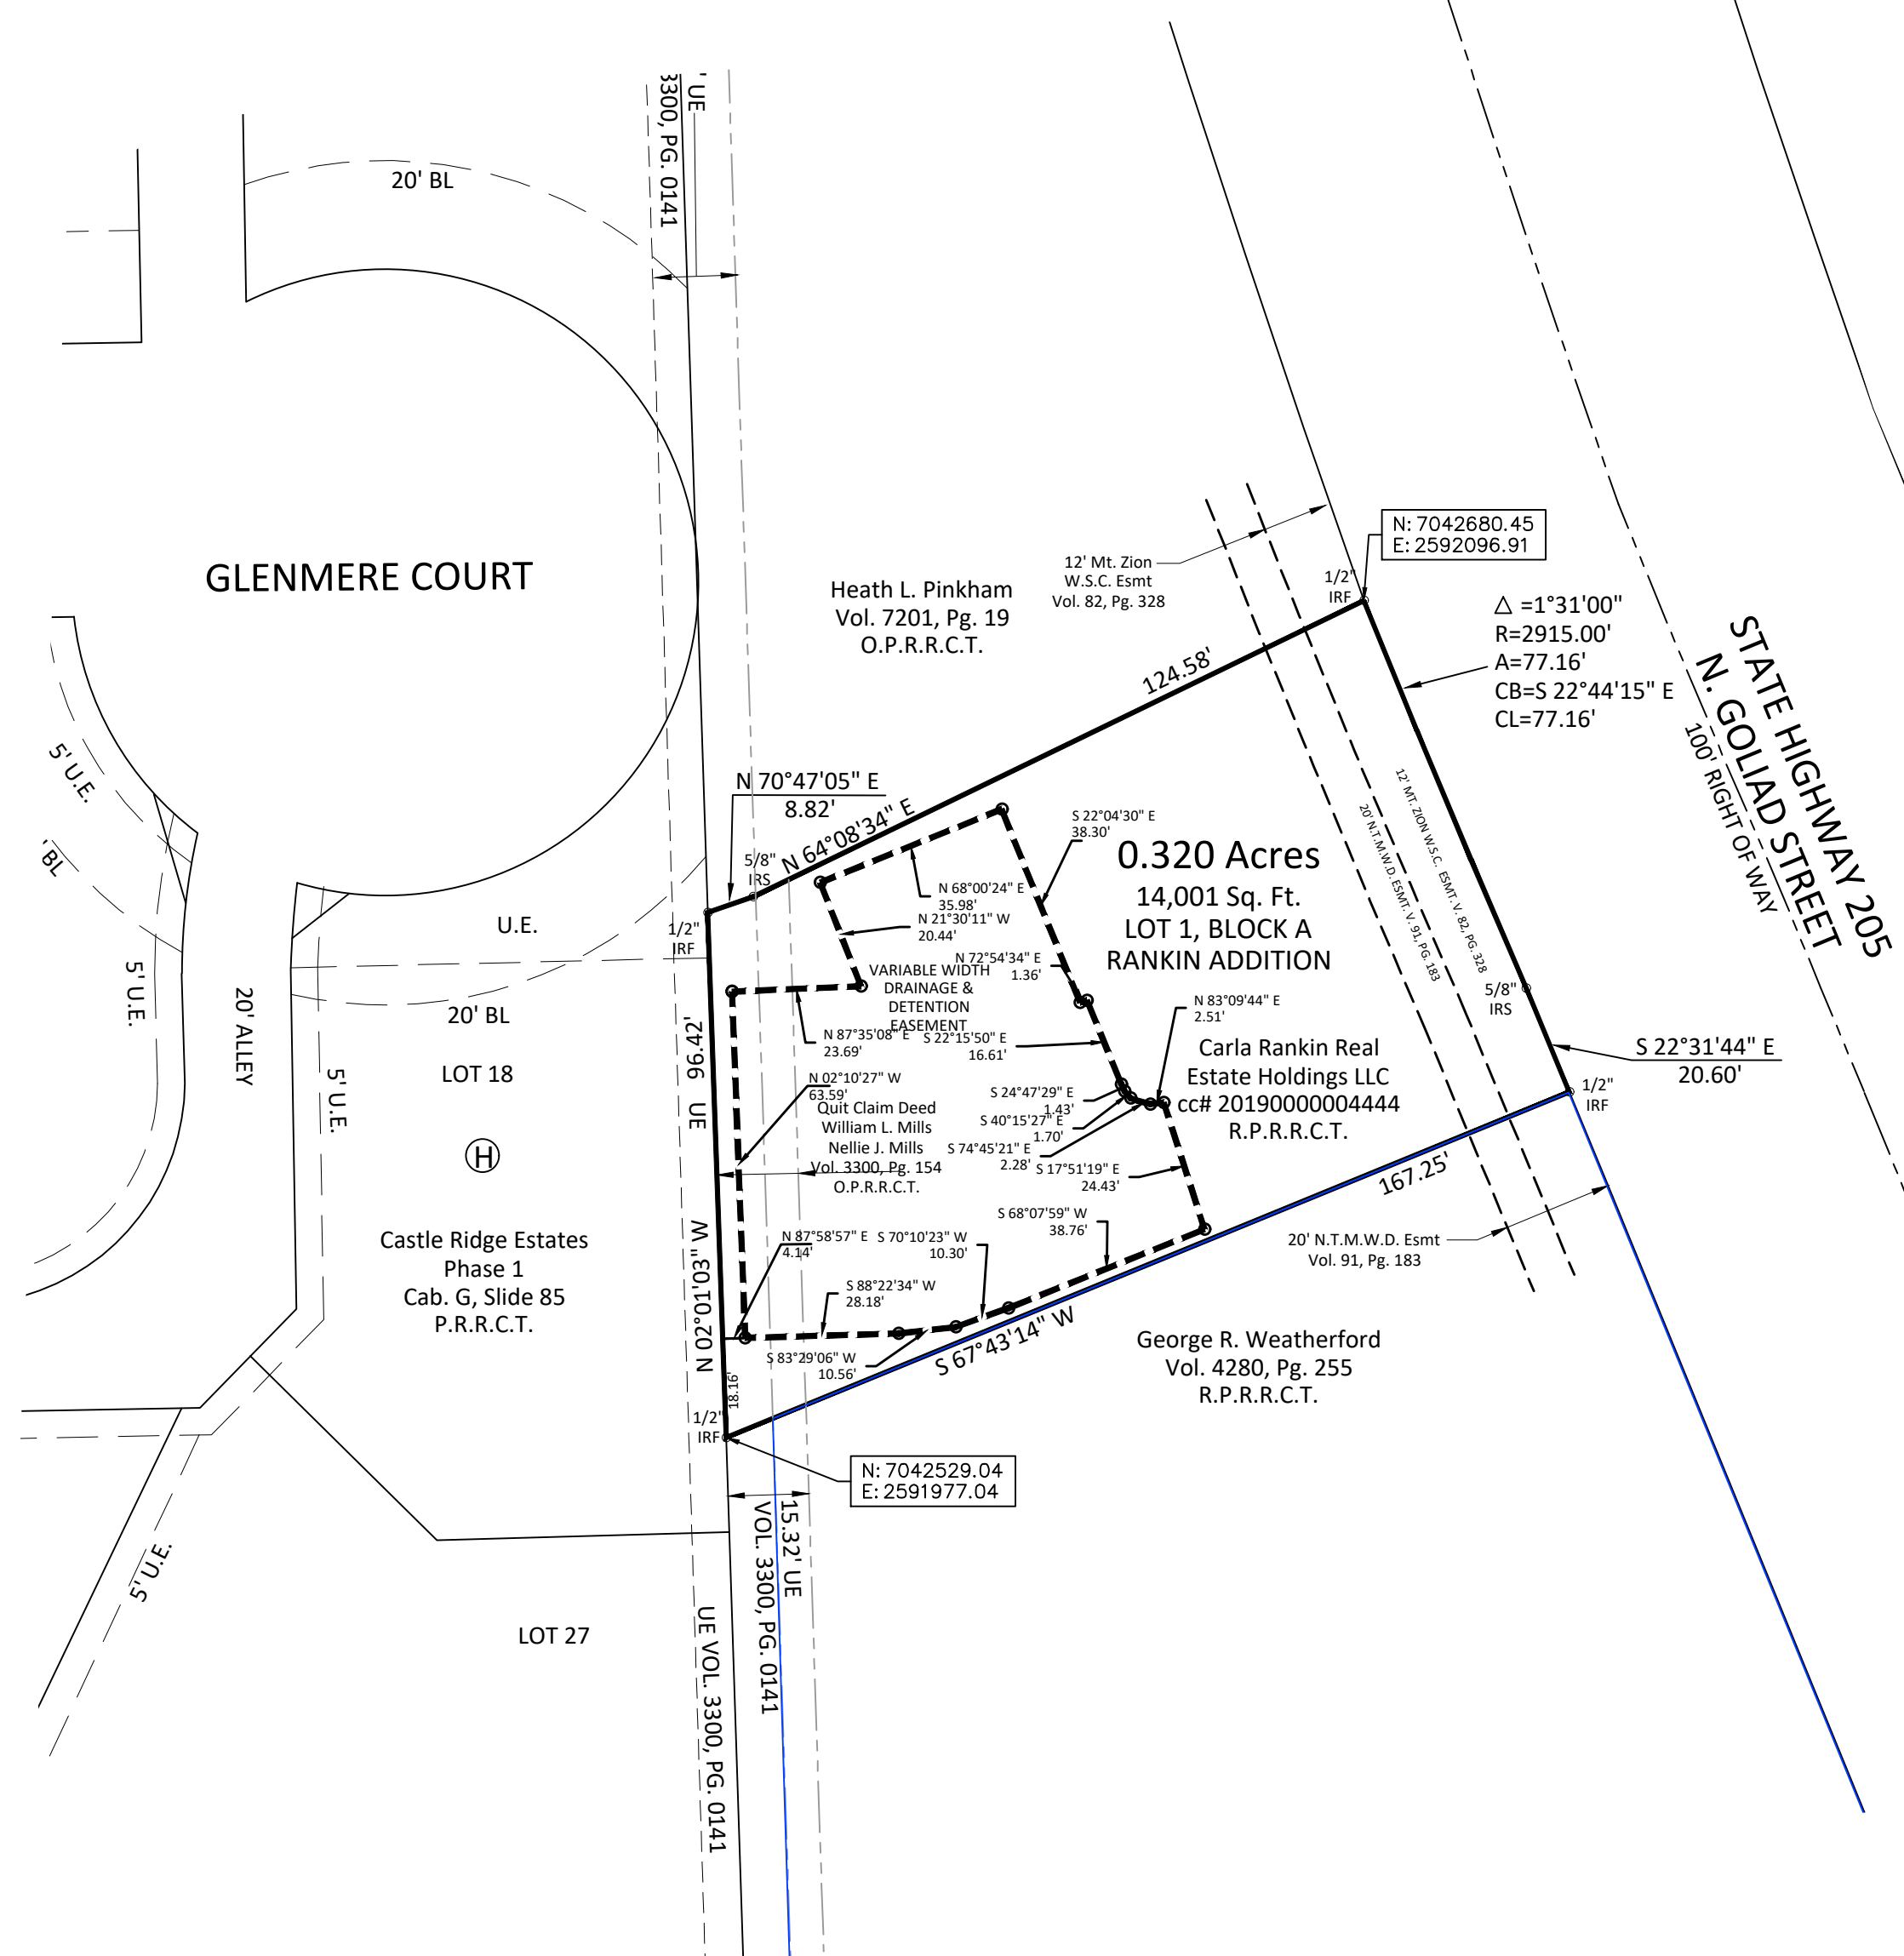 ' UE
3300, PG. 0141
20' BL
GLENMERE COURT
5' U.E.
' BL
5' U.E.
20' ALLEY
5' U.E.
U.E.
20' BL
LOT 18
H
Castle Ridge Estates
Phase 1
Cab. G, Slide 85
P.R.R.C.T.
5' U.E.
LOT 27
Heath L. Pinkham
Vol. 7201, Pg. 19
O.P.R.R.C.T.
12' Mt. Zion
W.S.C. Esmt
Vol. 82, Pg. 328
1/2"
IRF
N: 7042680.45
E: 2592096.91
△ =1°31'00"
R=2915.00'
A=77.16'
CB=S 22°44'15" E
CL=77.16'
STATE HIGHWAY 205
N. GOLIAD STREET
100' RIGHT OF WAY
124.58'
N 64°08'34" E
N 70°47'05" E
8.82'
5/8"
IRS
1/2"
IRF
S 22°04'30" E
38.30'
N 68°00'24" E
35.98'
N 21°30'11" W
20.44'
0.320 Acres
14,001 Sq. Ft.
LOT 1, BLOCK A
RANKIN ADDITION
N 72°54'34" E
1.36'
VARIABLE WIDTH
DRAINAGE &
DETENTION
EASEMENT
N 87°35'08" E
23.69'
S 22°15'50" E
16.61'
N 83°09'44" E
2.51'
Carla Rankin Real
Estate Holdings LLC
cc# 20190000004444
R.P.R.R.C.T.
12' MT. ZION W.S.C. ESMT. V. 82, PG. 328
20' N.T.M.W.D. ESMT. V. 91, PG. 183
5/8"
IRS
S 22°31'44" E
20.60'
1/2"
IRF
N 02°10'27" W
63.59'
Quit Claim Deed
William L. Mills
Nellie J. Mills
Vol. 3300, Pg. 154
O.P.R.R.C.T.
S 24°47'29" E
1.43'
S 40°15'27" E
1.70'
S 74°45'21" E
2.28'
S 17°51'19" E
24.43'
S 68°07'59" W
38.76'
167.25'
S 67°43'14" W
20' N.T.M.W.D. Esmt
Vol. 91, Pg. 183
N 87°58'57" E
4.14'
S 70°10'23" W
10.30'
S 88°22'34" W
28.18'
S 83°29'06" W
10.56'
96.42'
UE
N 02°01'03" W
18.16'
1/2"
IRF
George R. Weatherford
Vol. 4280, Pg. 255
R.P.R.R.C.T.
N: 7042529.04
E: 2591977.04
15.32' UE
VOL. 3300, PG. 0141
UE VOL. 3300, PG. 0141